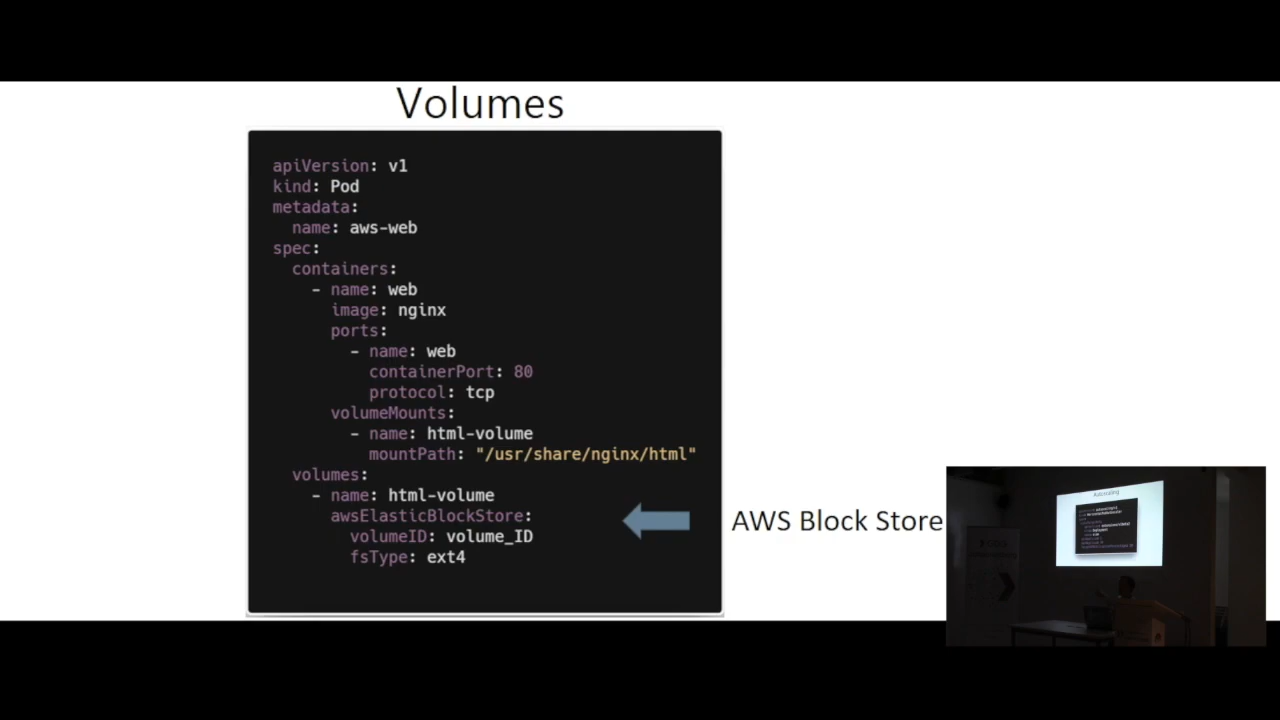 Volumes
apiVersion: v1
kind: Pod
metadata:
name: aws-web
spec:
containers:
- name: web
image: nginx
ports:
- name: web
containerPort: 80
protocol: tcp
volumeMounts:
- name: html-volume
mountPath: "/usr/share/nginx/html"
volumes:
- name: html-volume
awsElasticBlockStore:
volumeID: volume_ID
fsType: ext4
AWS Block Store
Autoscaling